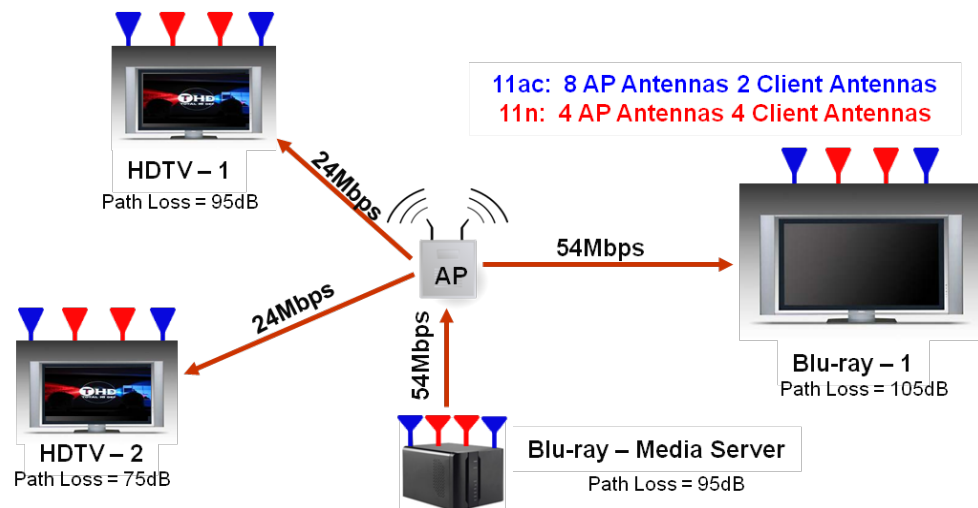 HDTV – 1
Path Loss = 95dB
11ac: 8 AP Antennas 2 Client Antennas
11n: 4 AP Antennas 4 Client Antennas
24Mbps
AP
54Mbps
24Mbps
54Mbps
Blu-ray – 1
Path Loss = 105dB
HDTV – 2
Path Loss = 75dB
Blu-ray – Media Server
Path Loss = 95dB
THD
THD